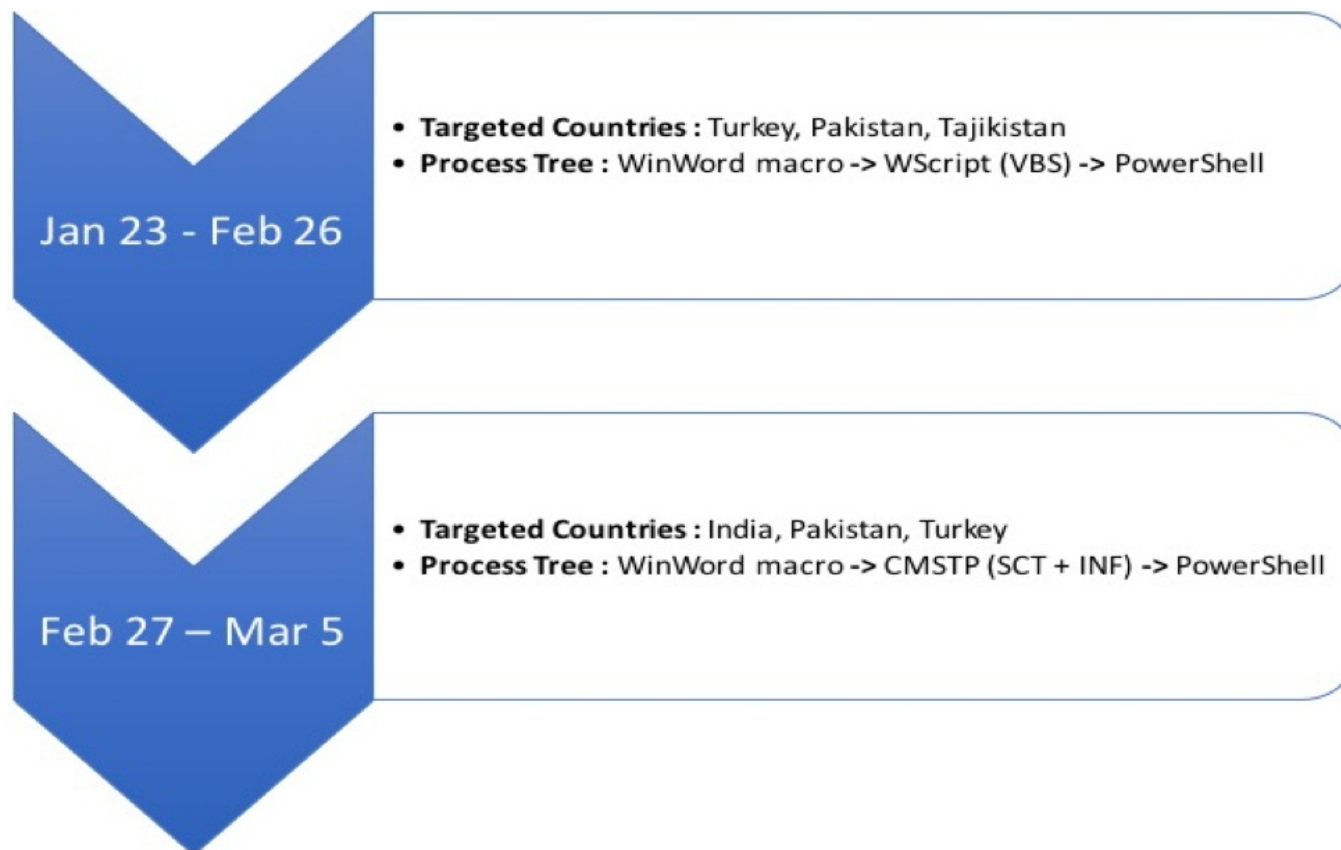 Jan 23 - Feb 26
• Targeted Countries : Turkey, Pakistan, Tajikistan
• Process Tree : WinWord macro -> WScript (VBS) -> PowerShell
Feb 27 – Mar 5
• Targeted Countries : India, Pakistan, Turkey
• Process Tree : WinWord macro -> CMSTP (SCT + INF) -> PowerShell